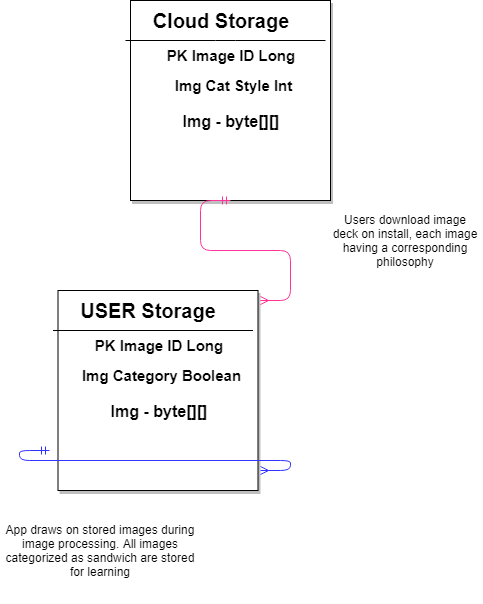 Cloud Storage
PK Image ID Long
Img Cat Style Int
Img - byte[][]
Users download image
deck on install, each image
having a corresponding
philosophy
USER Storage
PK Image ID Long
Img Category Boolean
Img - byte[][]
App draws on stored images during
image processing. All images
categorized as sandwich are stored
for learning